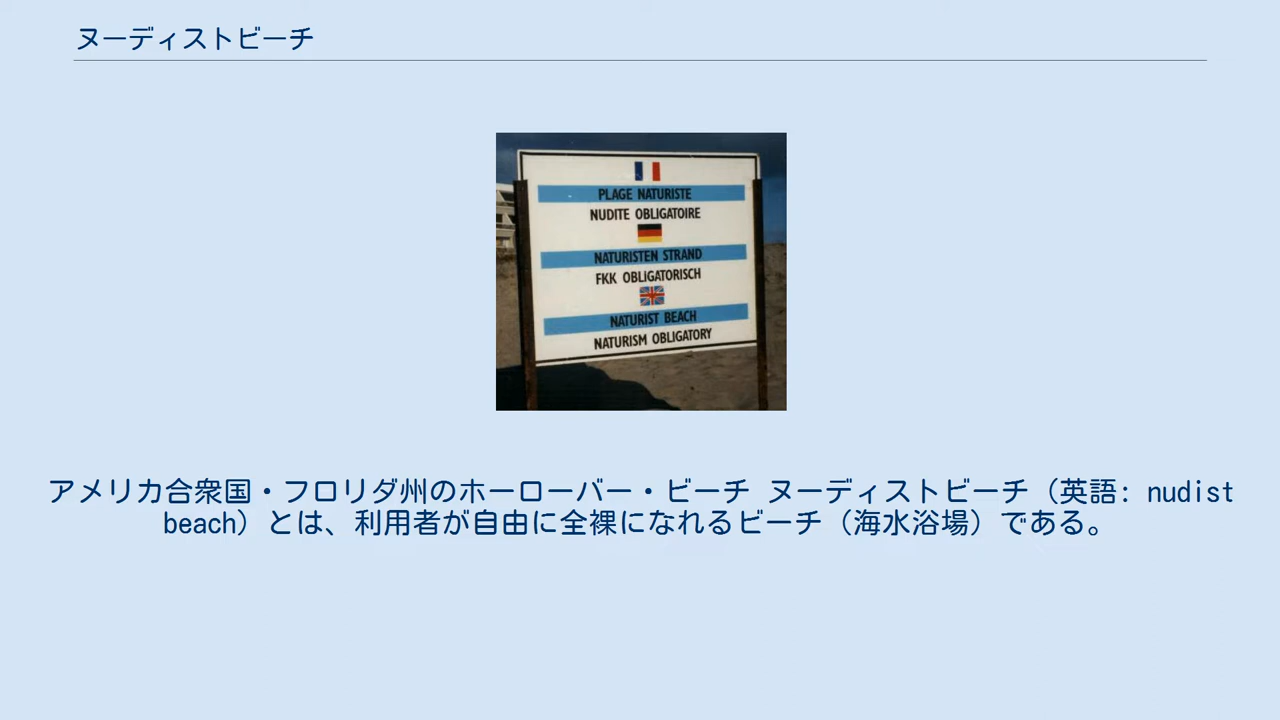 ヌーディストビーチ
PLAGE NATURISTE
NUDITE OBLIGATOIRE
NATURISTEN STRAND
FKK OBLIGATORISCH
NATURIST BEACH
NATURISM OBLIGATORY
アメリカ合衆国・フロリダ州のホーローバー・ビーチ ヌーディストビーチ（英語: nudist
beach）とは、利用者が自由に全裸になれるビーチ（海水浴場）である。